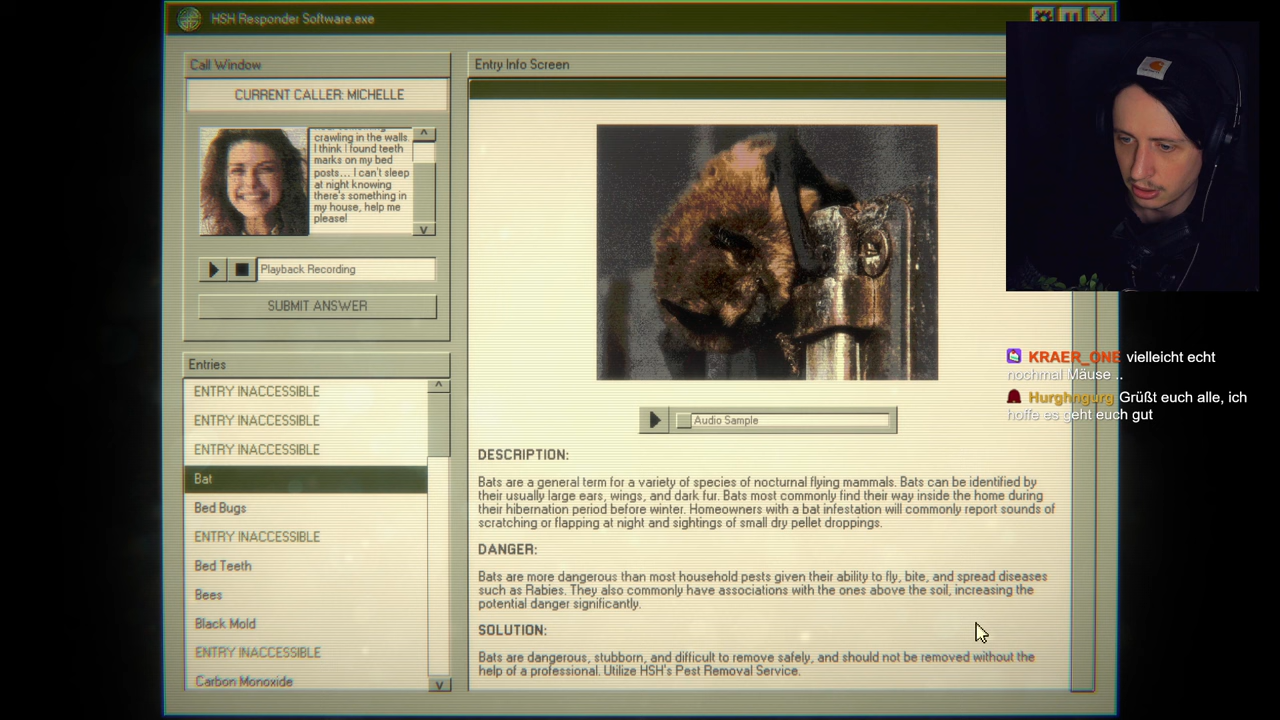 HSH Responder Software.exe
Call Window
CURRENT CALLER: MICHELLE
crawling in the walls.
I think I found teeth
marks on my bed
posts... I can't sleep
at night knowing
there's something in
my house, help me
please!
Playback Recording
SUBMIT ANSWER
Entries
ENTRY INACCESSIBLE
ENTRY INACCESSIBLE
ENTRY INACCESSIBLE
Bat
Bed Bugs
ENTRY INACCESSIBLE
Bed Teeth
Bees
Black Mold
ENTRY INACCESSIBLE
Carbon Monoxide
Entry Info Screen
Audio Sample
DESCRIPTION:
Bats are a general term for a variety of species of nocturnal flying mammals. Bats can be identified by
their usually large ears, wings, and dark fur. Bats most commonly find their way inside the home during
their hibernation period before winter. Homeowners with a bat infestation will commonly report sounds of
scratching or flapping at night and sightings of small dry pellet droppings.
DANGER:
Bats are more dangerous than most household pests given their ability to fly, bite, and spread diseases
such as Rabies. They also commonly have associations with the ones above the soil, increasing the
potential danger significantly.
SOLUTION:
Bats are dangerous, stubborn, and difficult to remove safely, and should not be removed without the
help of a professional. Utilize HSH's Pest Removal Service.
KRAER_ONE vielleicht echt
nochmal Mäuse ..
Hurghngurg Grüßt euch alle, ich
hoffe es geht euch gut